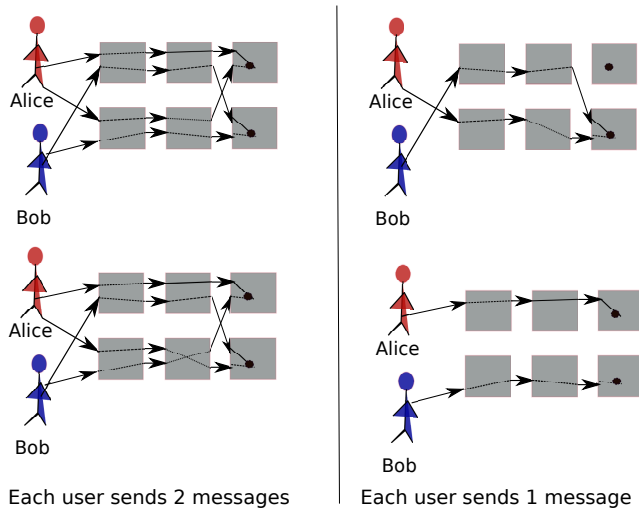 Alice
Bob
Alice
Bob
Each user sends 2 messages
Alice
Bob
Alice
Bob
Each user sends 1 message